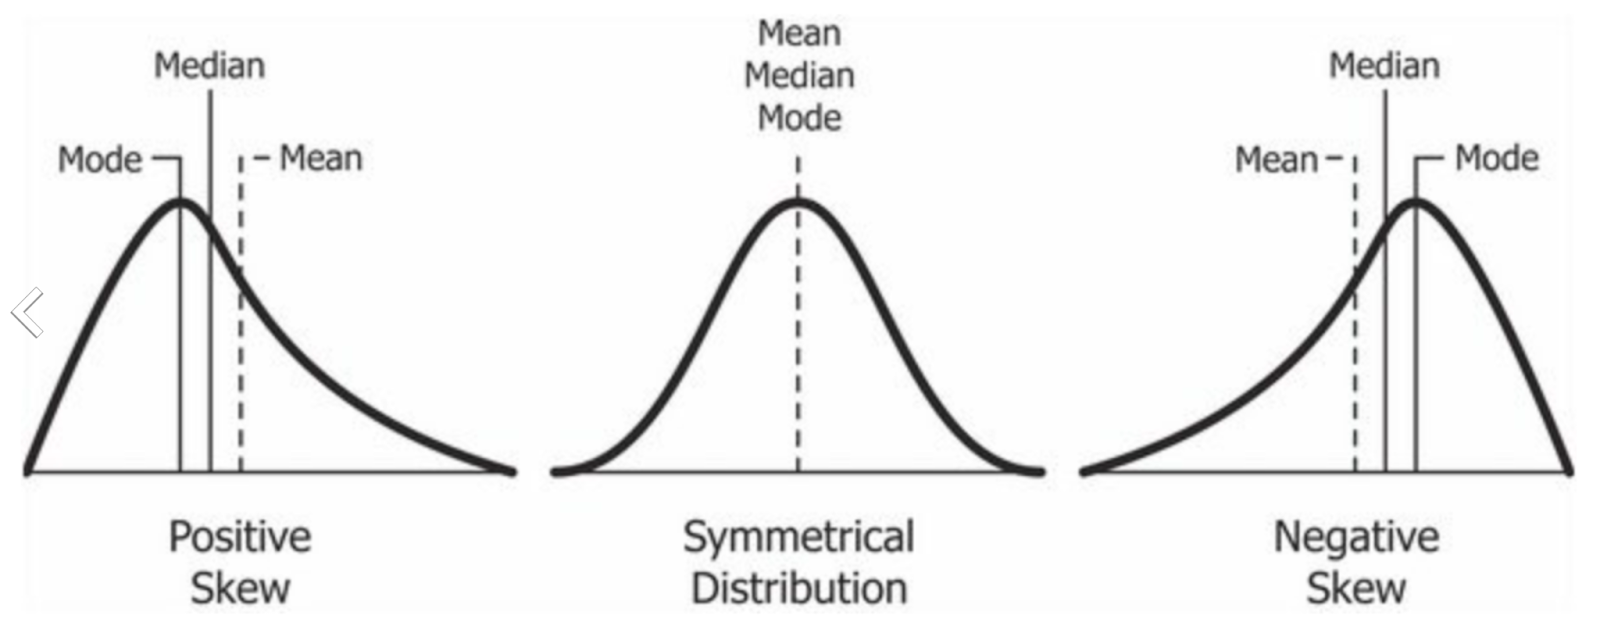 Median
Mode
Mean
Positive
Skew
Mean
Median
Mode
Symmetrical
Distribution
Median
Mean
Mode
Negative
Skew